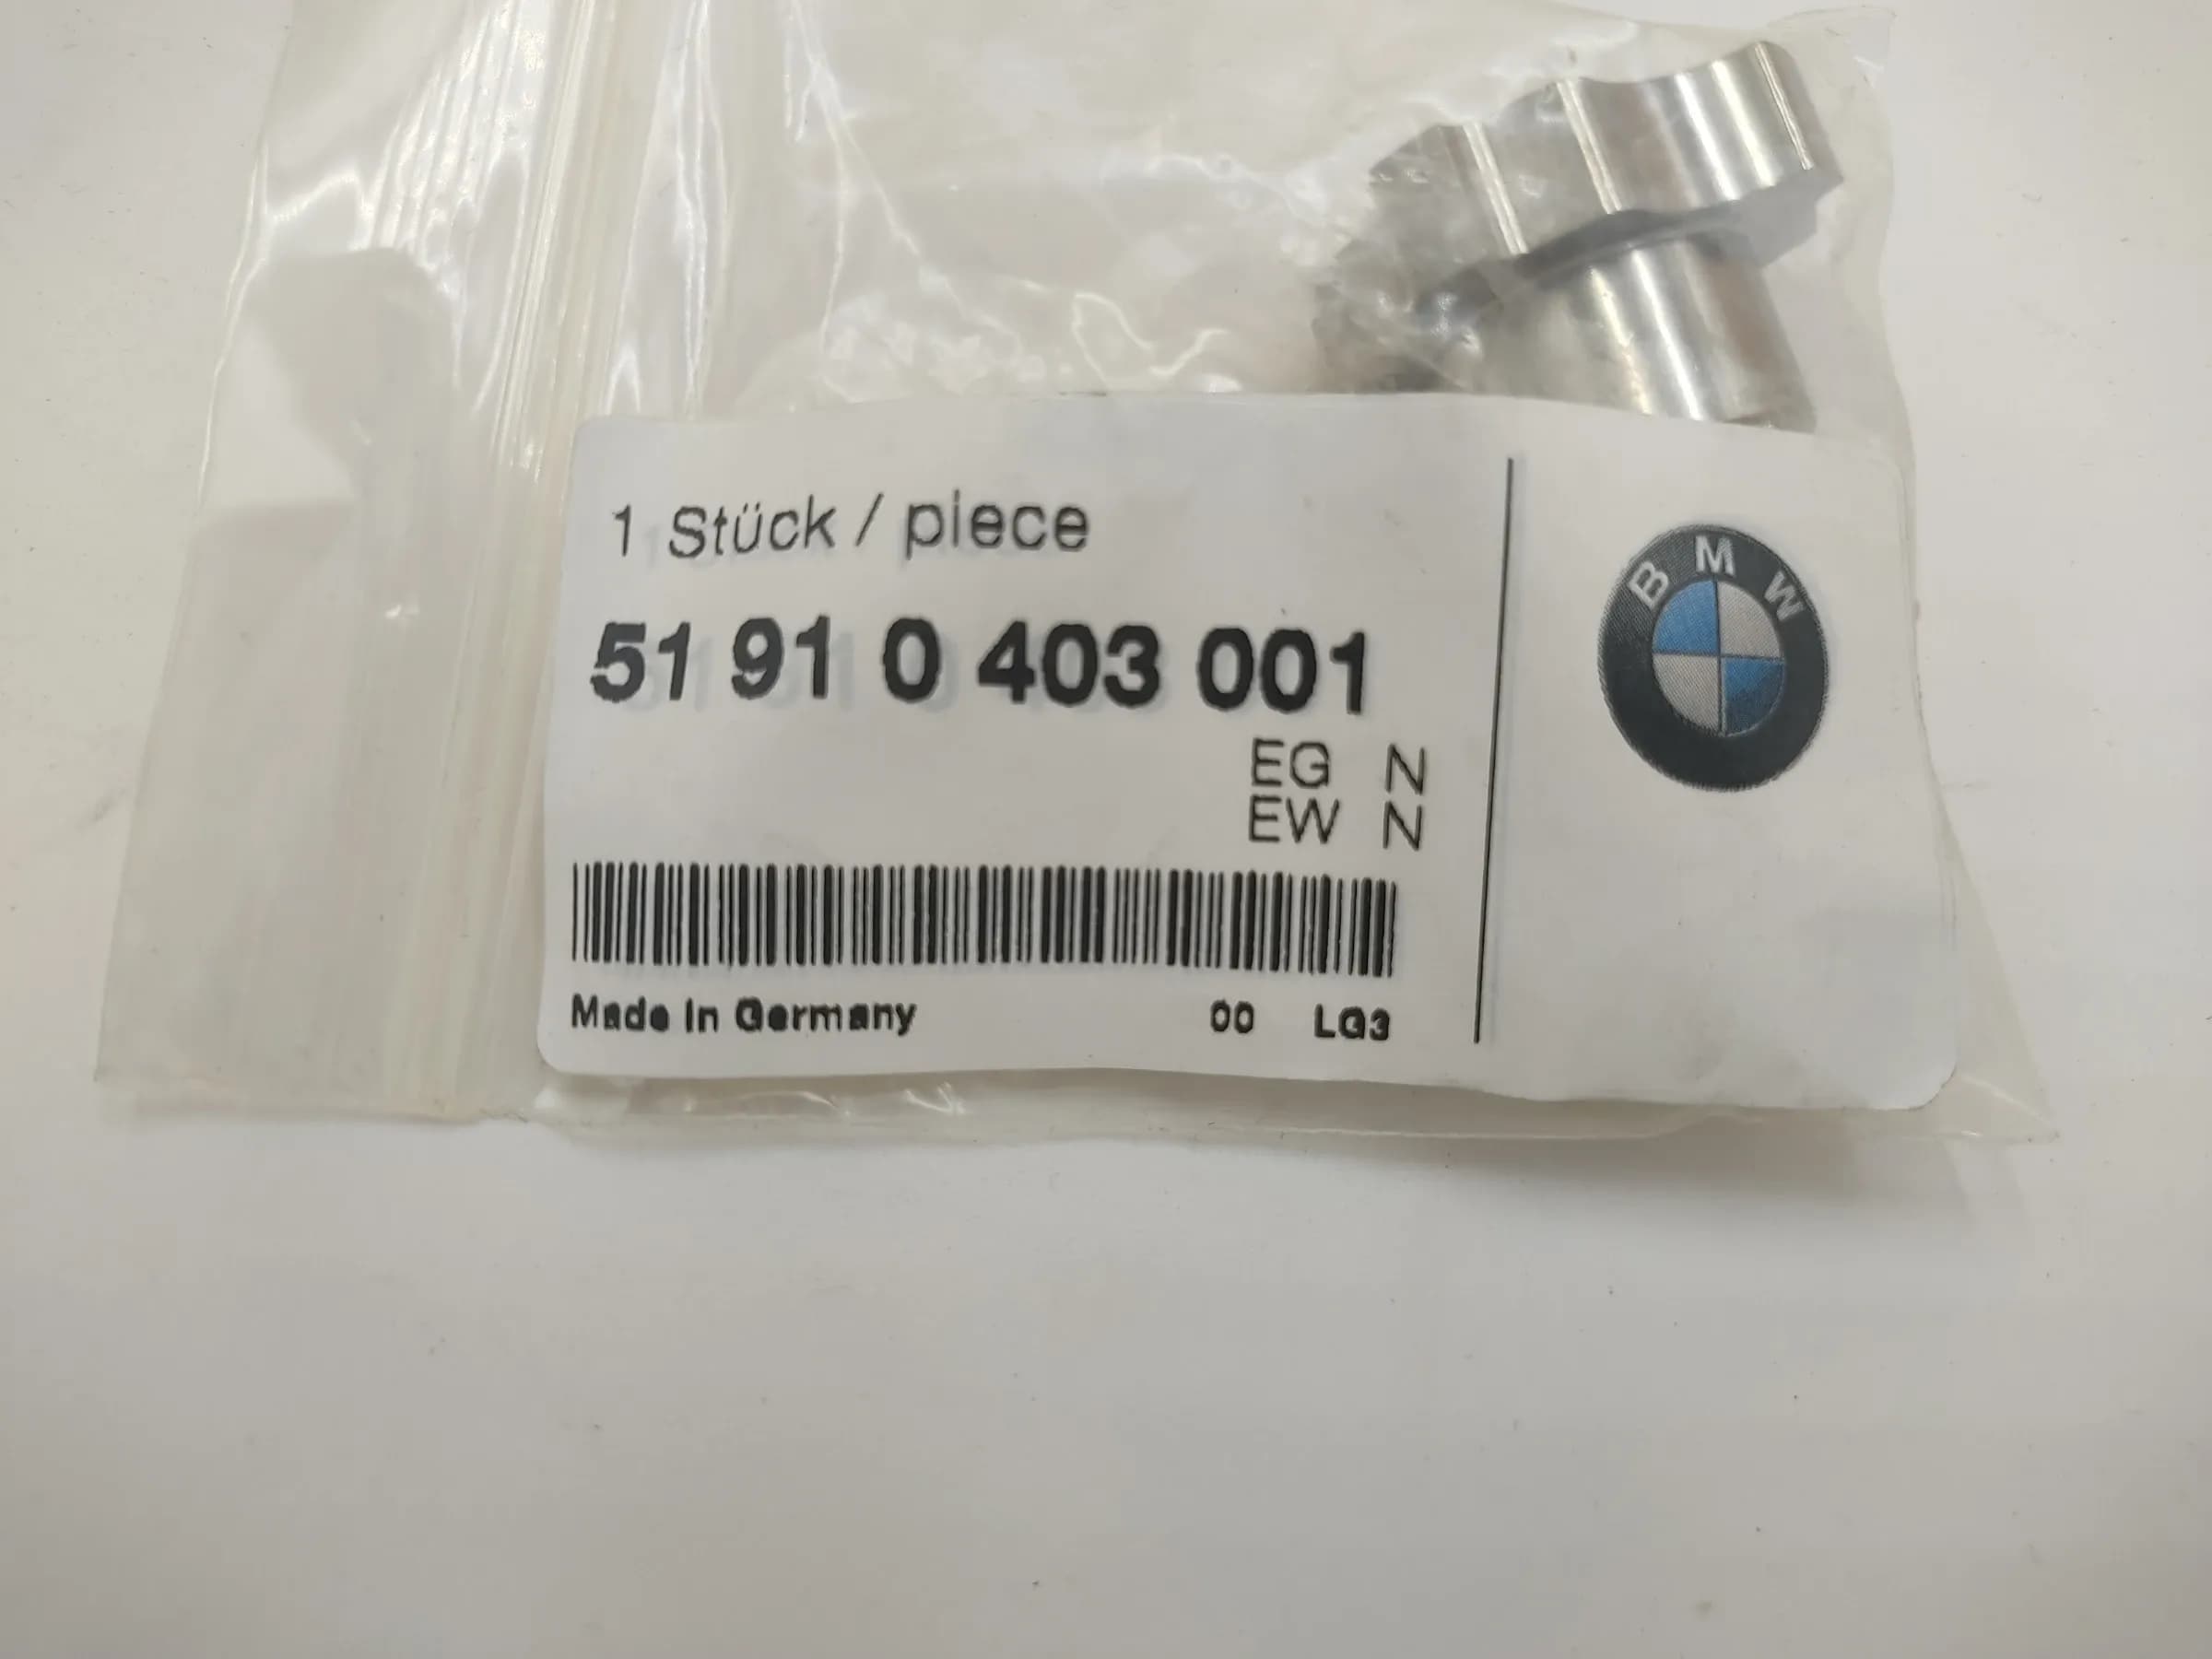 1 Stück / piece
51 91 0 403 001
EG N
EW N
Made In Germany 00 LG3
BMW